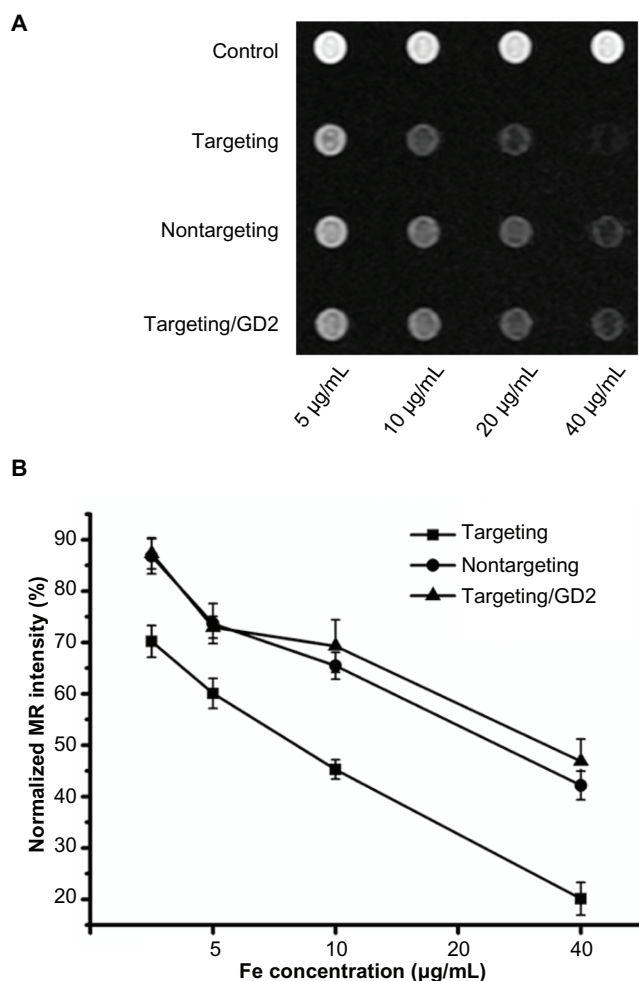 A
Control
Targeting
Nontargeting
Targeting/GD2
5 µg/mL
10 µg/mL
20 µg/mL
40 µg/mL
B
Normalized MR intensity (%)
90
80
70
60
50
40
30
20
Targeting
Nontargeting
Targeting/GD2
5
10
20
40
Fe concentration (µg/mL)